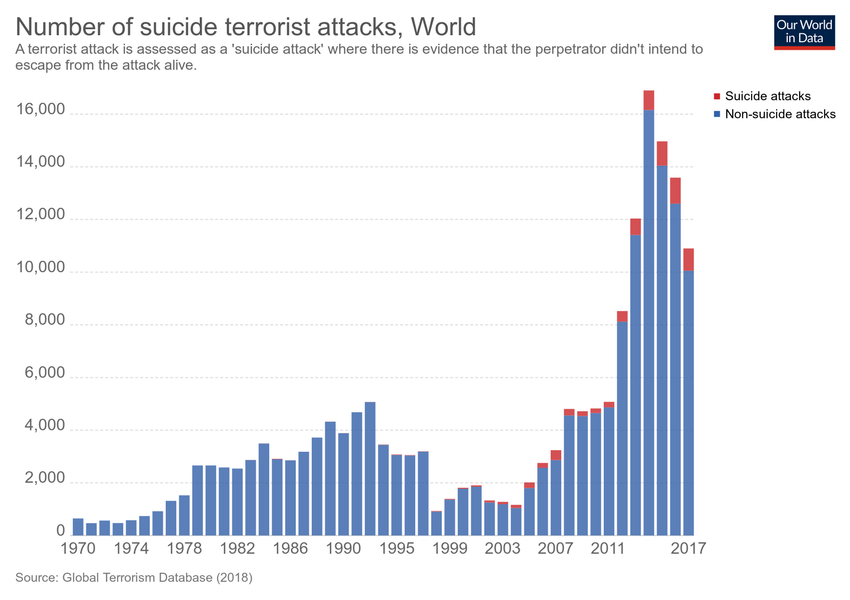 Number of suicide terrorist attacks, World
A terrorist attack is assessed as a 'suicide attack' where there is evidence that the perpetrator didn't intend to
escape from the attack alive.
Our World
in Data
Suicide attacks
Non-suicide attacks
16,000
14,000
12,000
10,000
8,000
6,000
4,000
2,000
0
1970 1974 1978 1982 1986 1990 1995 1999 2003 2007 2011 2017
Source: Global Terrorism Database (2018)